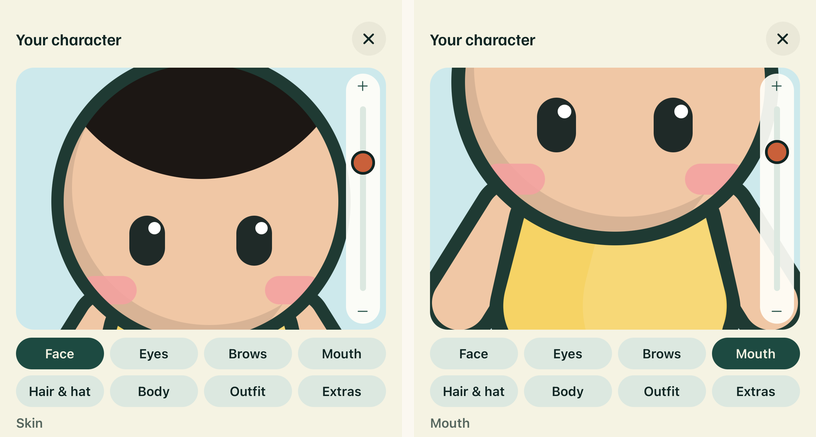 Your character
Face Eyes Brows Mouth
Hair & hat Body Outfit Extras
Skin
Your character
Face Eyes Brows Mouth
Hair & hat Body Outfit Extras
Mouth